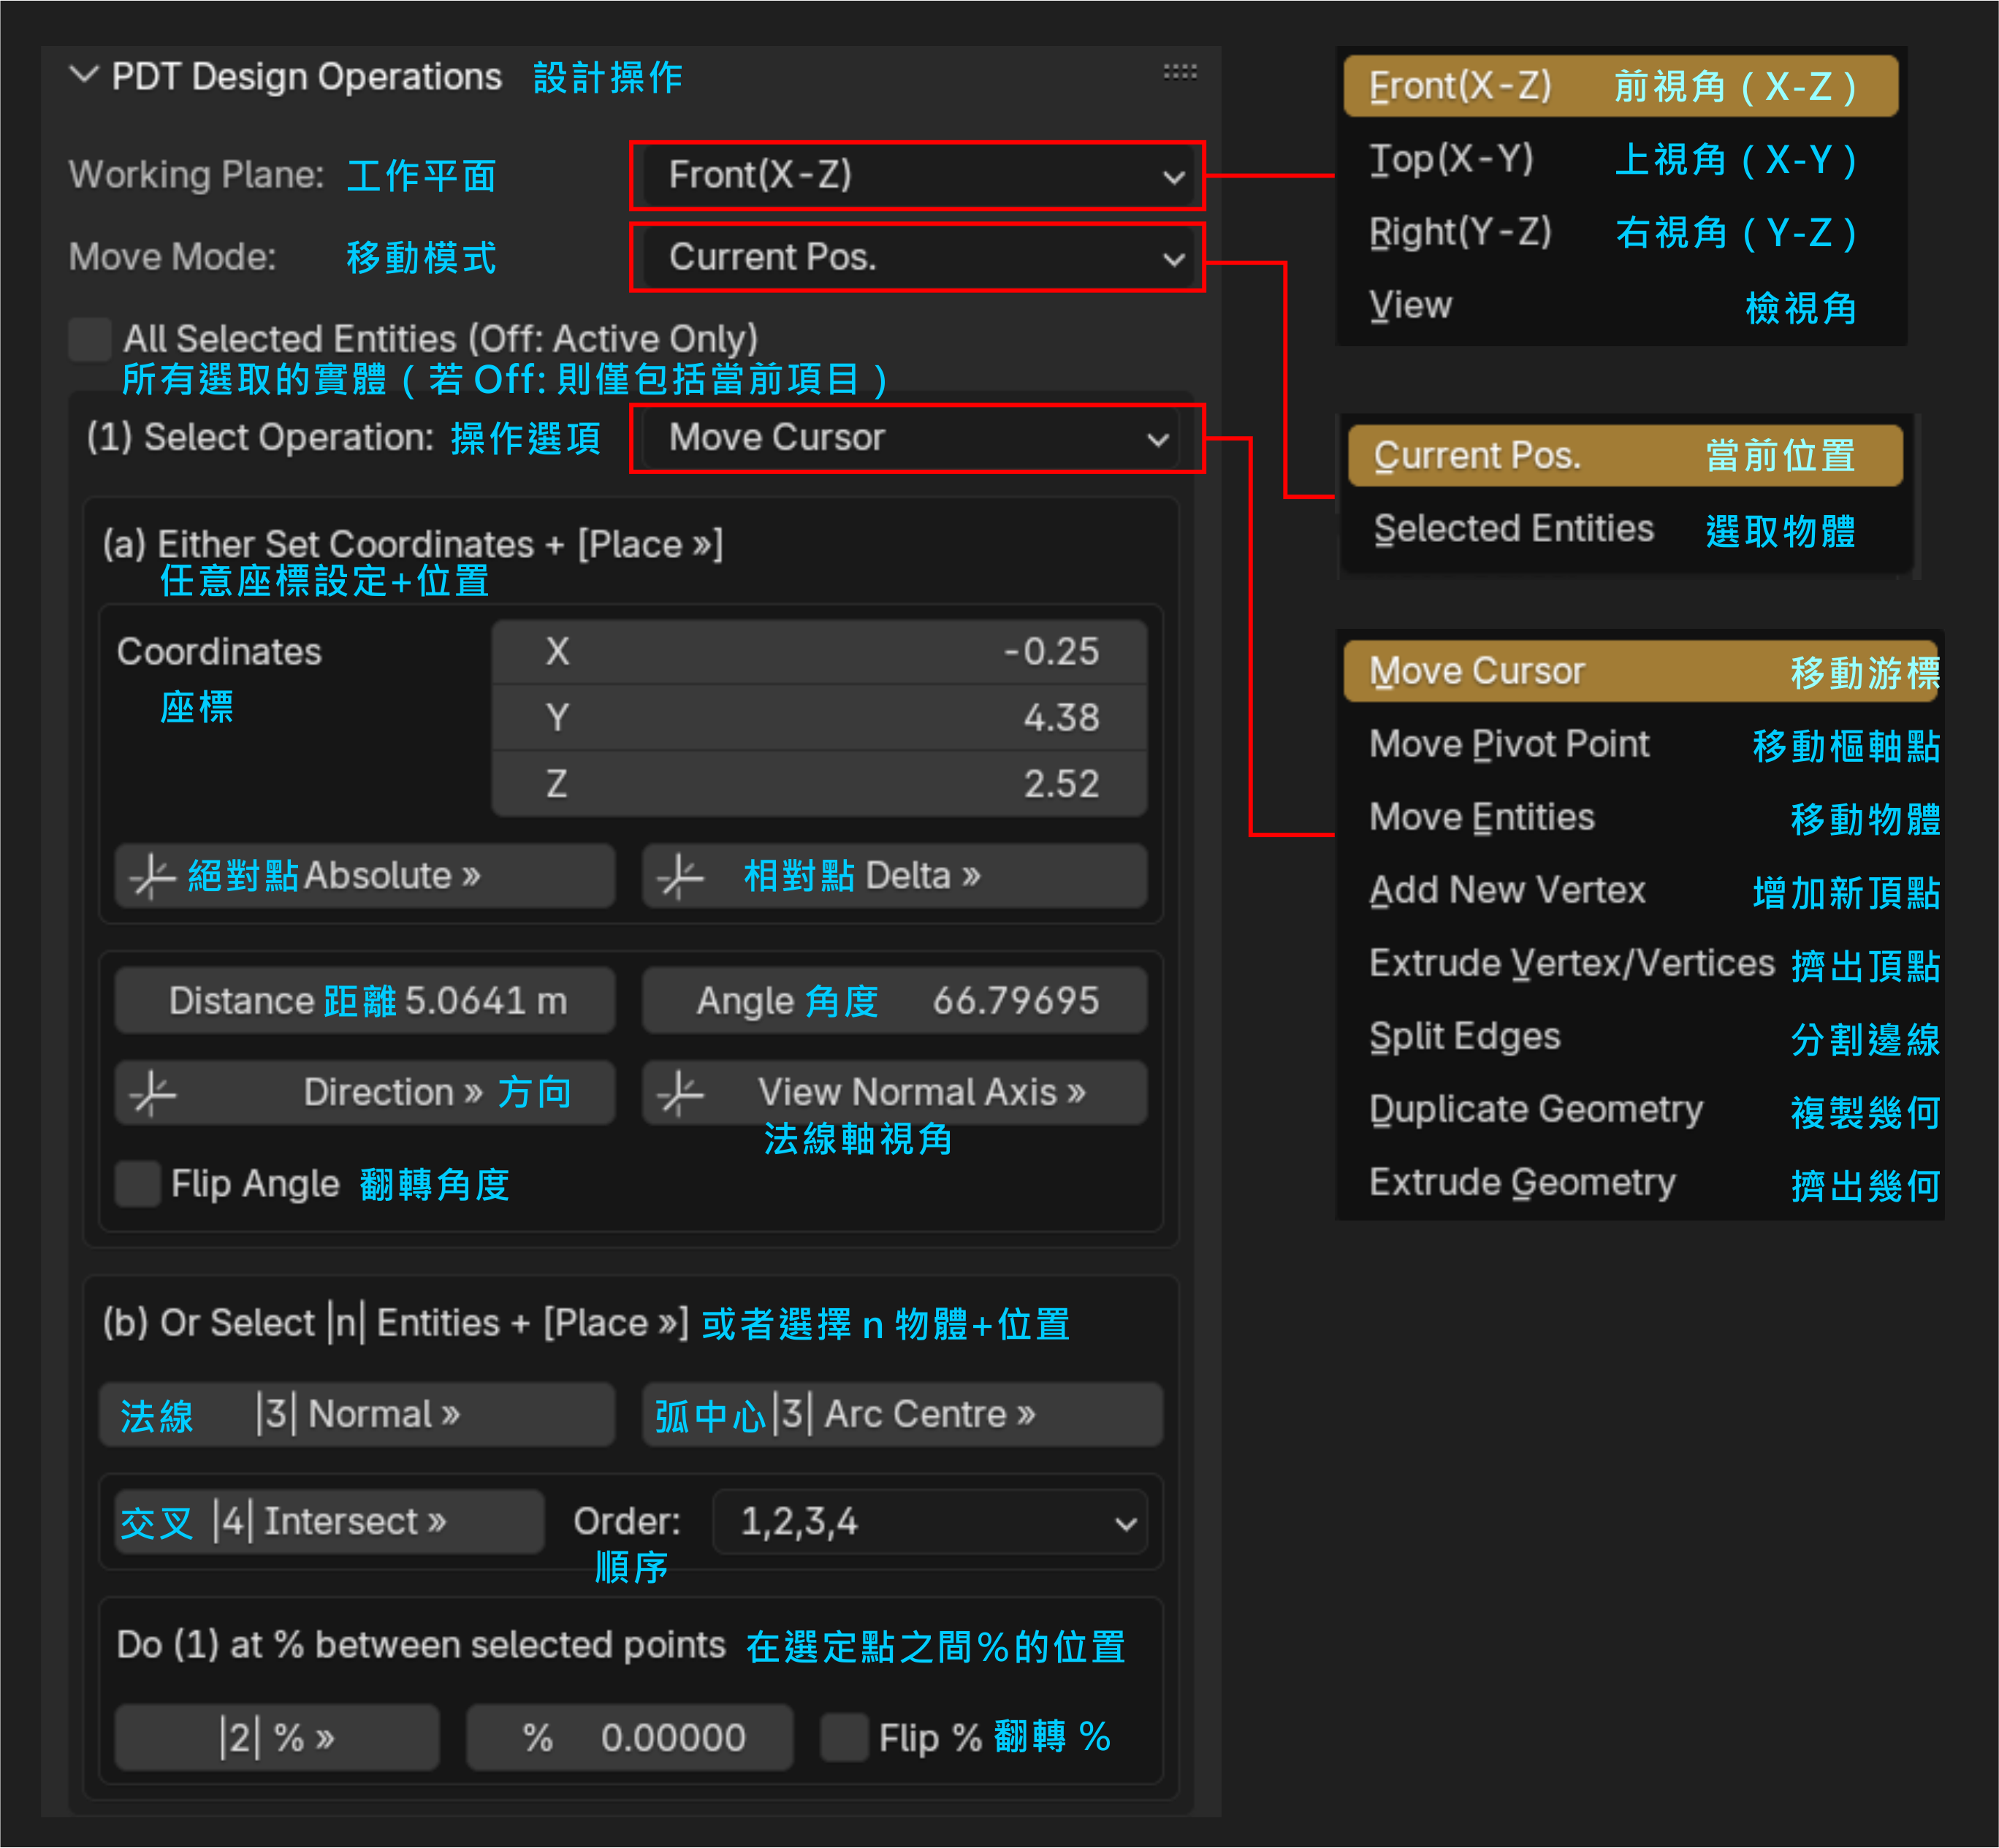 PDT Design Operations 設計操作
Working Plane: 工作平面 Front(X-Z)
Move Mode: 移動模式 Current Pos.
All Selected Entities (Off: Active Only)
所有選取的實體(若 Off: 則僅包括當前項目)
(1) Select Operation: 操作選項 Move Cursor
(a) Either Set Coordinates + [Place »]
任意座標設定+位置
Coordinates
座標
X -0.25
Y 4.38
Z 2.52
絕對點 Absolute »
相對點 Delta »
Distance 距離 5.0641 m
Angle 角度 66.79695
Direction » 方向
View Normal Axis »
法線軸視角
Flip Angle 翻轉角度
(b) Or Select |n| Entities + [Place »] 或者選擇 n 物體+位置
法線 |3| Normal »
弧中心 |3| Arc Centre »
交叉 |4| Intersect »
Order: 1,2,3,4
順序
Do (1) at % between selected points 在選定點之間%的位置
|2| % »
% 0.00000
Flip % 翻轉 %
Front(X-Z) 前視角(X-Z)
Top(X-Y) 上視角(X-Y)
Right(Y-Z) 右視角(Y-Z)
View 檢視角
Current Pos. 當前位置
Selected Entities 選取物體
Move Cursor 移動游標
Move Pivot Point 移動樞軸點
Move Entities 移動物體
Add New Vertex 增加新頂點
Extrude Vertex/Vertices 擠出頂點
Split Edges 分割邊線
Duplicate Geometry 複製幾何
Extrude Geometry 擠出幾何